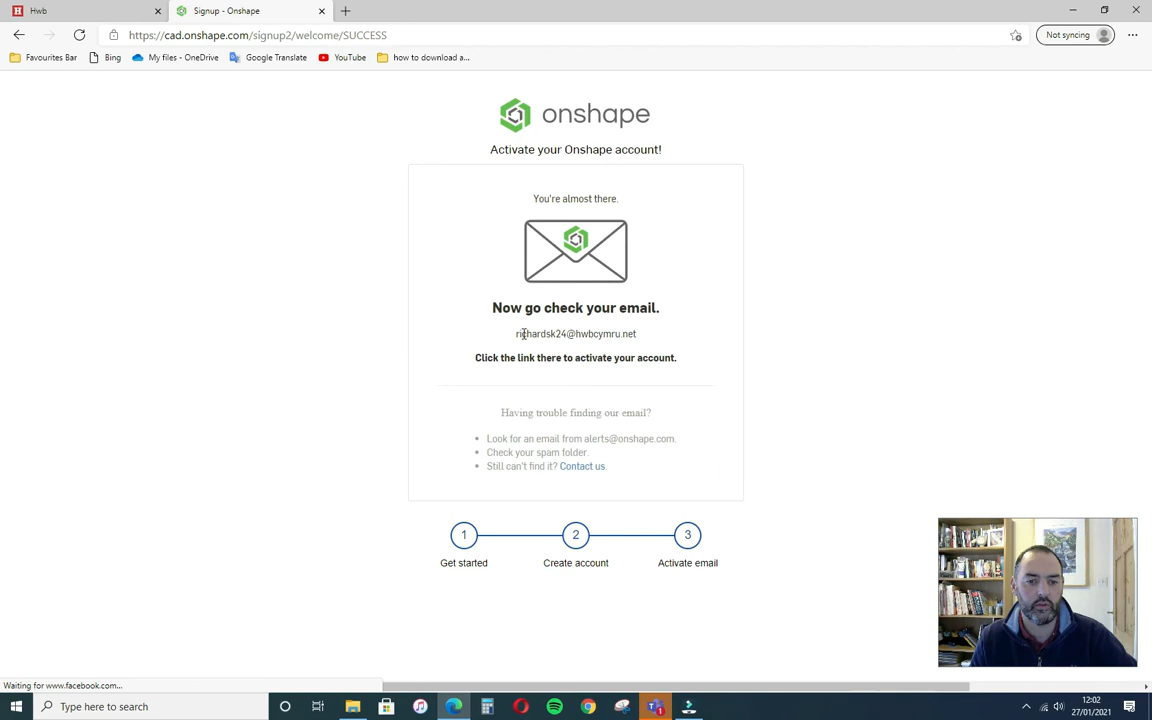 Hwb
Signup - Onshape
https://cad.onshape.com/signup2/welcome/SUCCESS
Not syncing
Favourites Bar
Bing
My files - OneDrive
Google Translate
YouTube
how to download a...
onshape
Activate your Onshape account!
You're almost there.
Now go check your email.
richardsk24@hwbcymru.net
Click the link there to activate your account.
Having trouble finding our email?
• Look for an email from alerts@onshape.com.
• Check your spam folder.
• Still can't find it? Contact us.
1
2
3
Get started
Create account
Activate email
Waiting for www.facebook.com...
Type here to search
1
12:02
27/01/2021